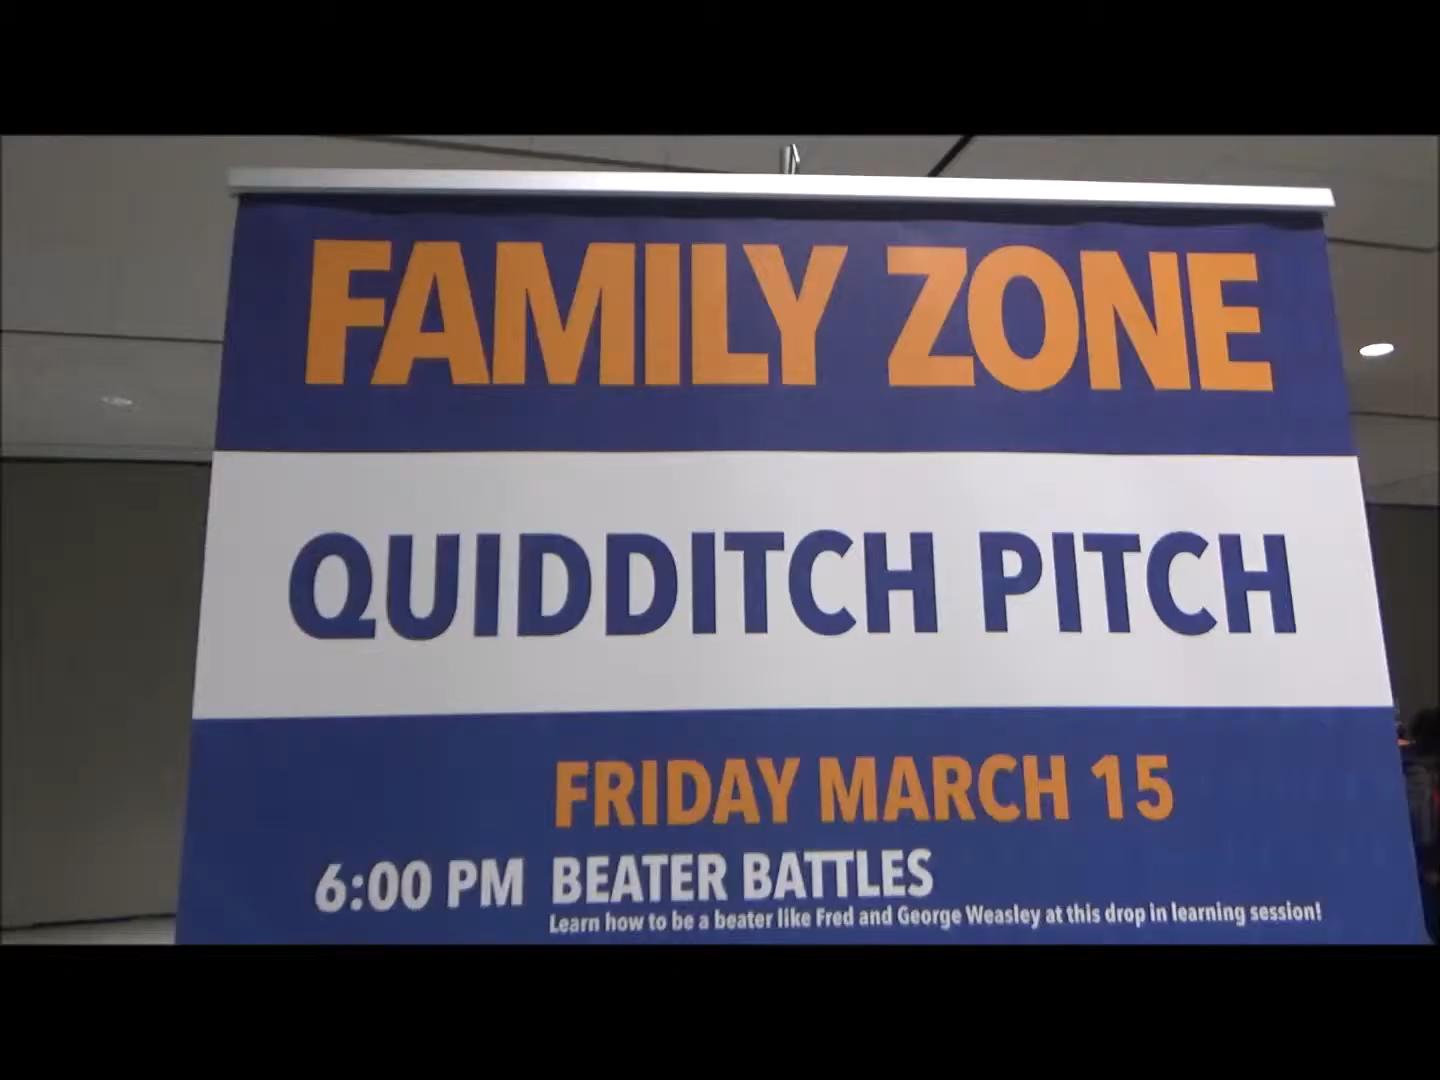 FAMILY ZONE
QUIDDITCH PITCH
FRIDAY MARCH 15
6:00 PM BEATER BATTLES
Learn how to be a beater like Fred and George Weasley at this drop in learning session!